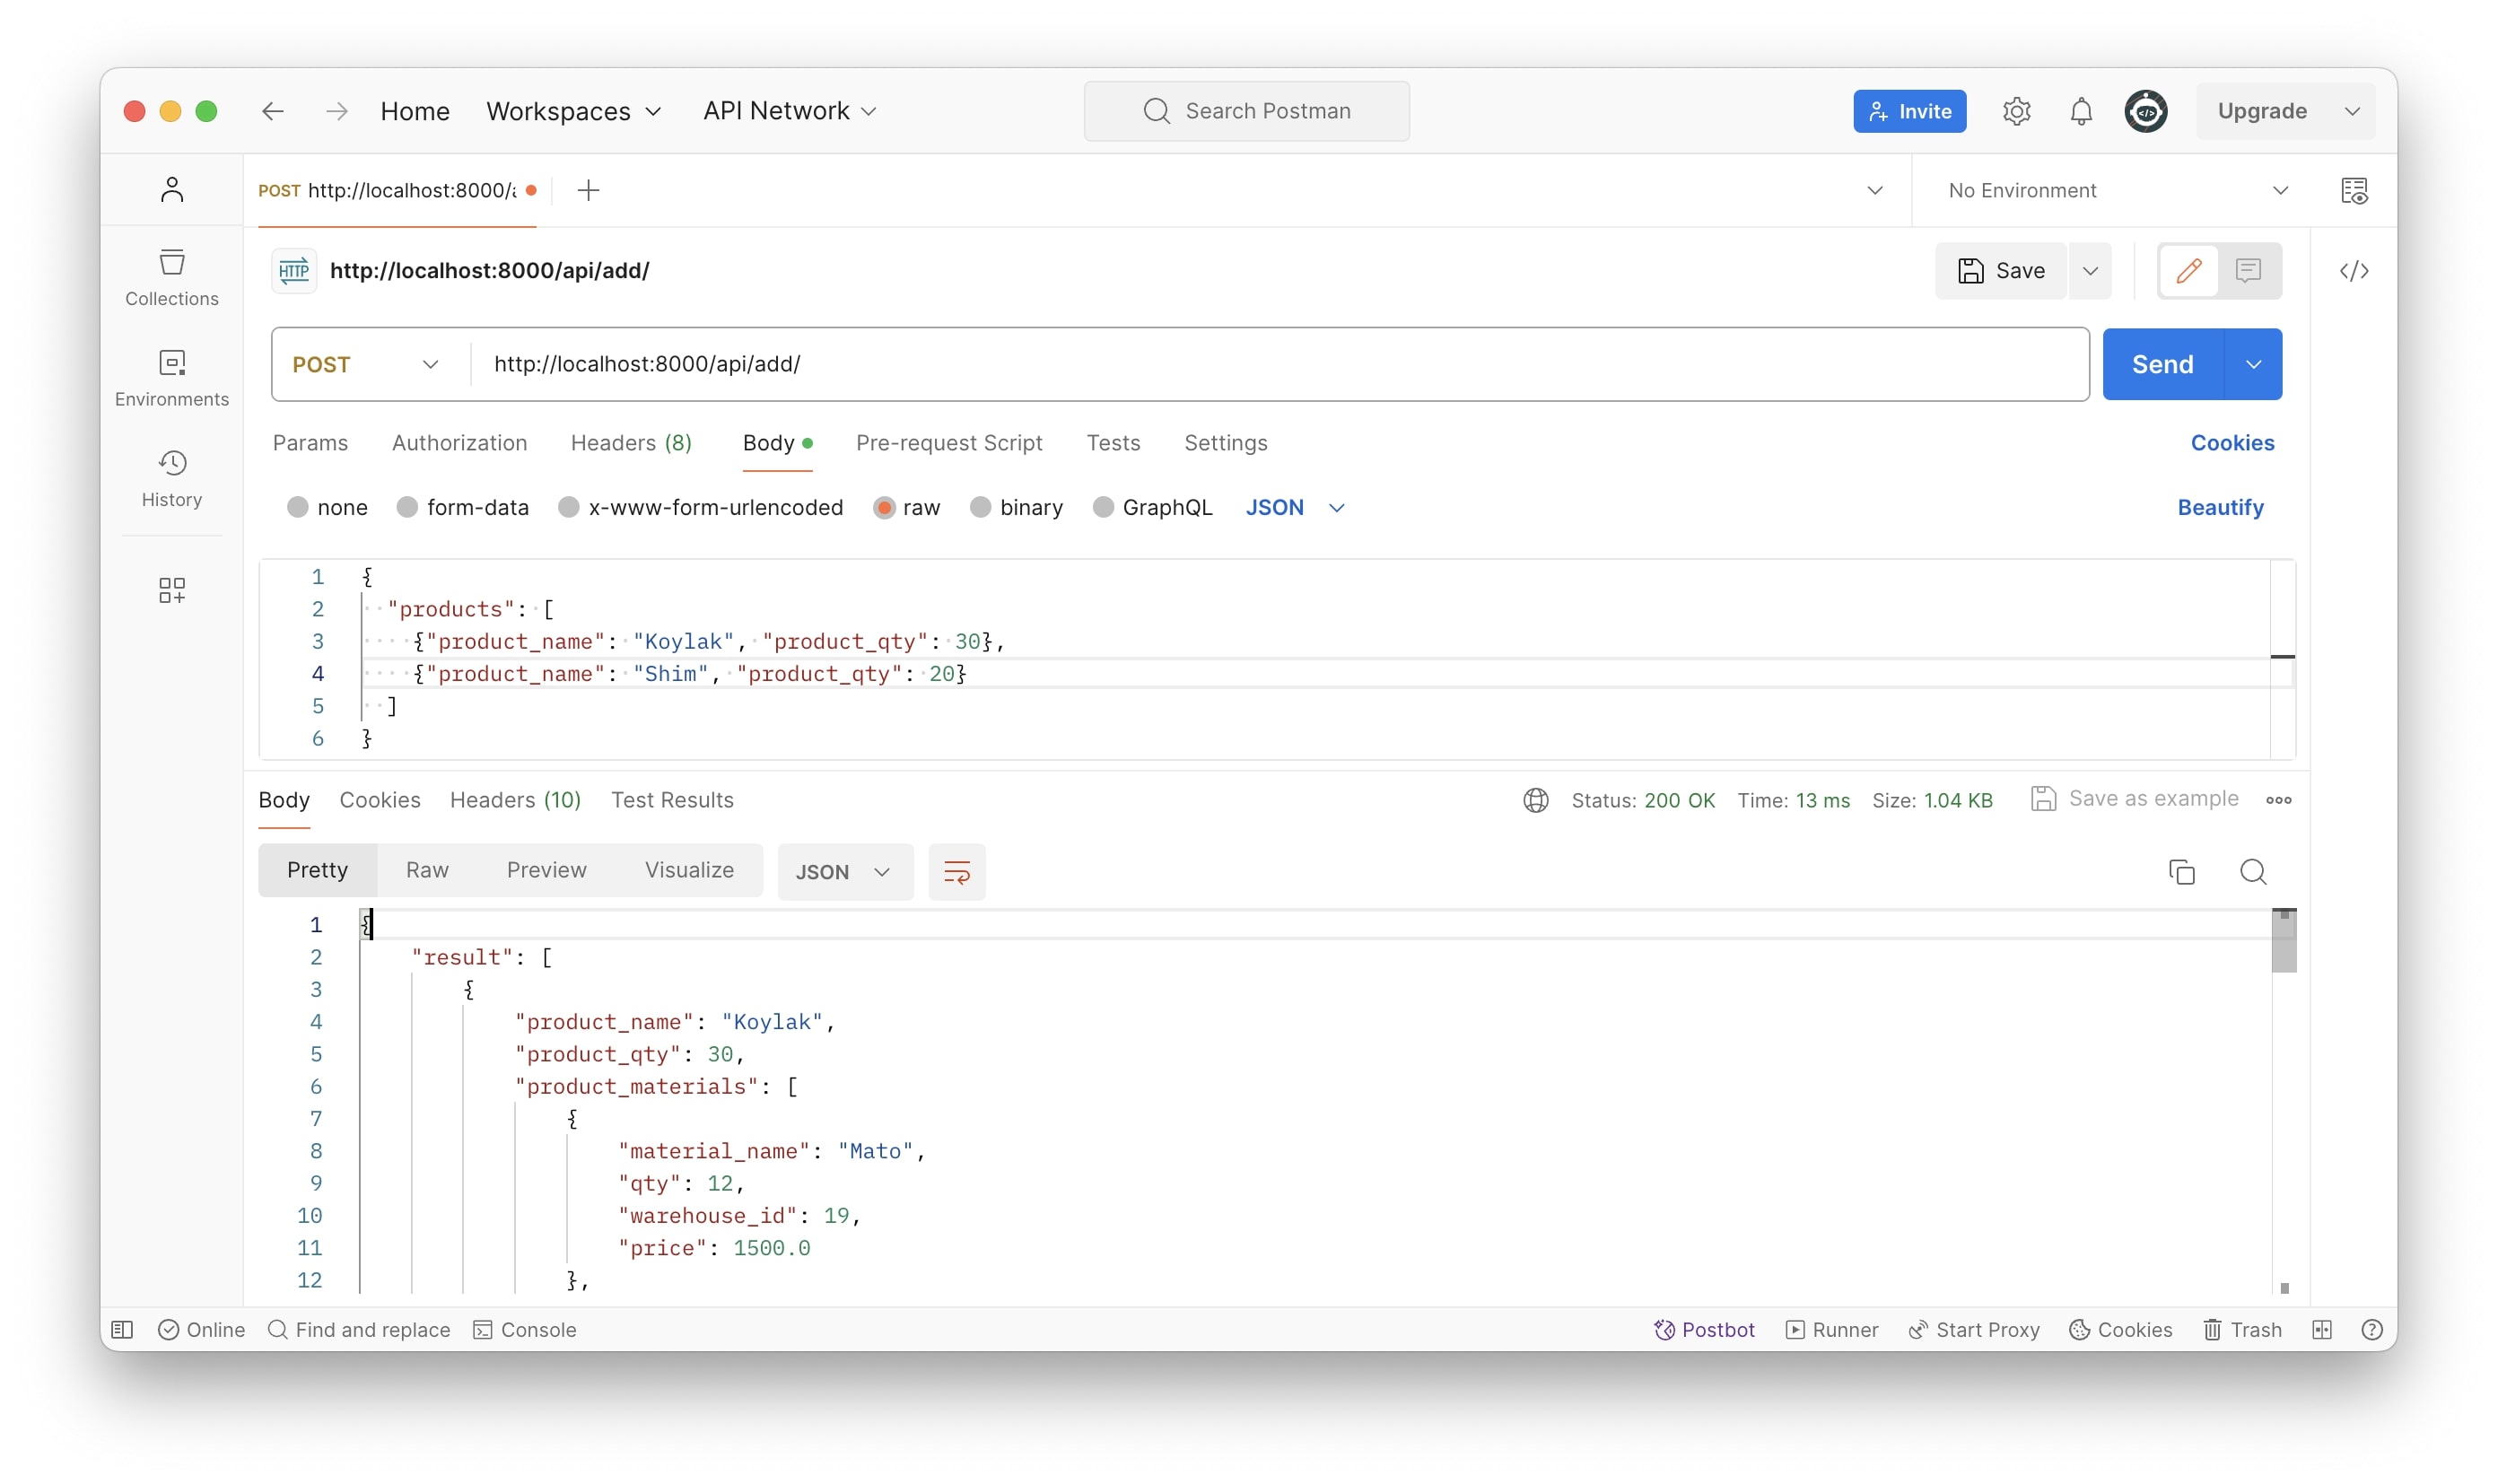 Home Workspaces API Network Search Postman Invite Upgrade
POST http://localhost:8000/a No Environment
HTTP http://localhost:8000/api/add/ Save
POST http://localhost:8000/api/add/ Send
Collections
Environments
History
Params Authorization Headers (8) Body Pre-request Script Tests Settings Cookies
none form-data x-www-form-urlencoded raw binary GraphQL JSON Beautify
1 {
2 "products": [
3 {"product_name": "Koylak", "product_qty": 30},
4 {"product_name": "Shim", "product_qty": 20}
5 ]
6 }
Body Cookies Headers (10) Test Results Status: 200 OK Time: 13 ms Size: 1.04 KB Save as example
Pretty Raw Preview Visualize JSON
1 {
2 "result": [
3 {
4 "product_name": "Koylak",
5 "product_qty": 30,
6 "product_materials": [
7 {
8 "material_name": "Mato",
9 "qty": 12,
10 "warehouse_id": 19,
11 "price": 1500.0
12 },
Online Find and replace Console Postbot Runner Start Proxy Cookies Trash